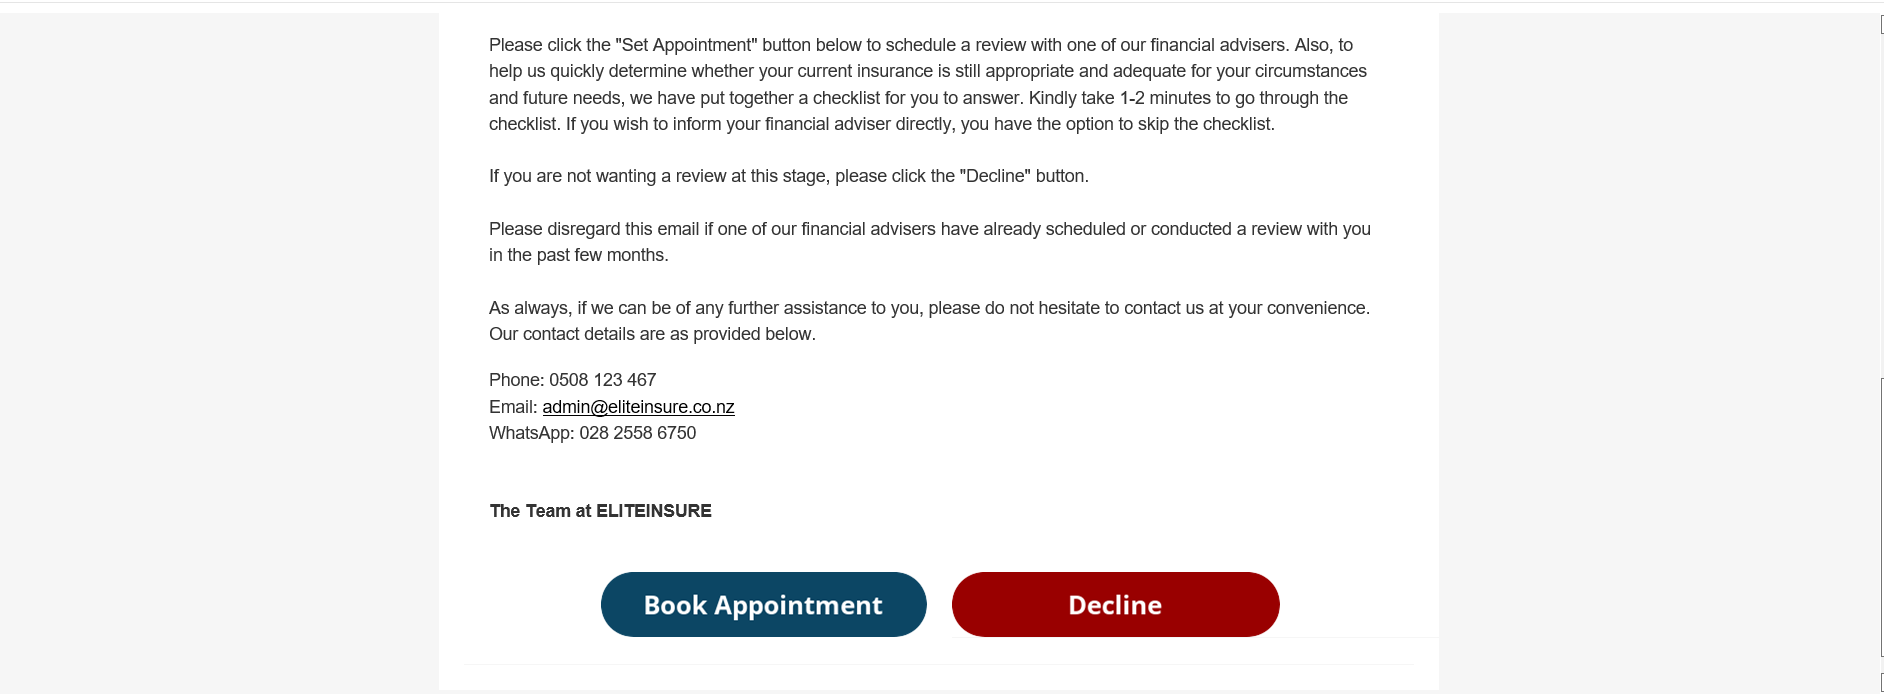 Please click the "Set Appointment" button below to schedule a review with one of our financial advisers. Also, to
help us quickly determine whether your current insurance is still appropriate and adequate for your circumstances
and future needs, we have put together a checklist for you to answer. Kindly take 1-2 minutes to go through the
checklist. If you wish to inform your financial adviser directly, you have the option to skip the checklist.
If you are not wanting a review at this stage, please click the "Decline" button.
Please disregard this email if one of our financial advisers have already scheduled or conducted a review with you
in the past few months.
As always, if we can be of any further assistance to you, please do not hesitate to contact us at your convenience.
Our contact details are as provided below.
Phone: 0508 123 467
Email: admin@eliteinsure.co.nz
WhatsApp: 028 2558 6750
The Team at ELITEINSURE
Book Appointment
Decline